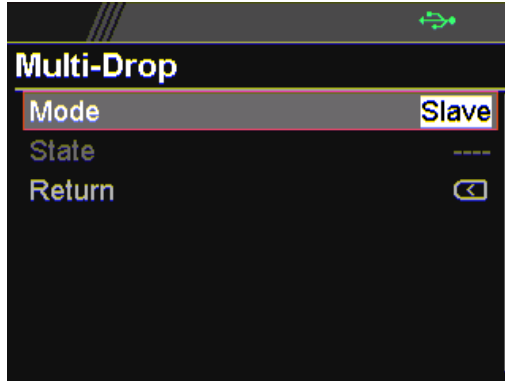 Multi-Drop
Mode Slave
State ----
Return